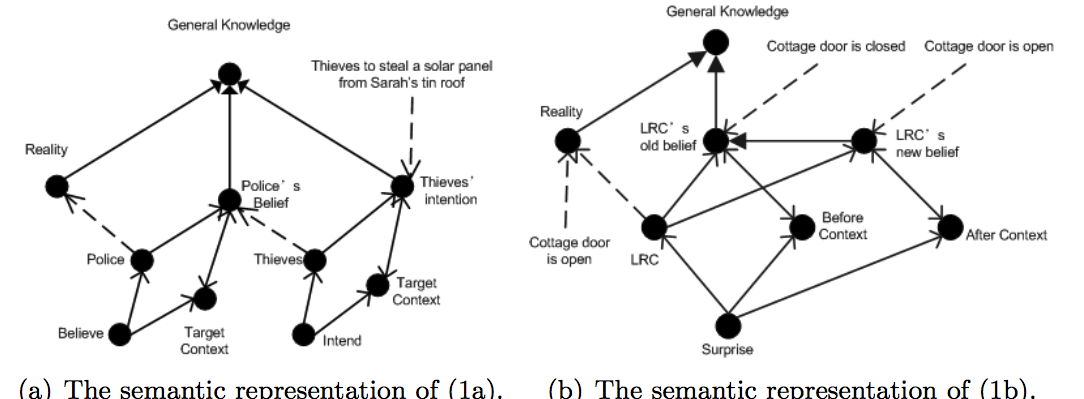 General Knowledge
Thieves to steal a solar panel
from Sarah's tin roof
Reality
Police's
Belief
Thieves'
intention
Police
Thieves
Target
Context
Believe
Target
Context
Intend
(a) The semantic representation of (1a).
General Knowledge
Cottage door is closed
Cottage door is open
Reality
LRC's
old belief
LRC's
new belief
Cottage door
is open
LRC
Before
Context
After Context
Surprise
(b) The semantic representation of (1b).